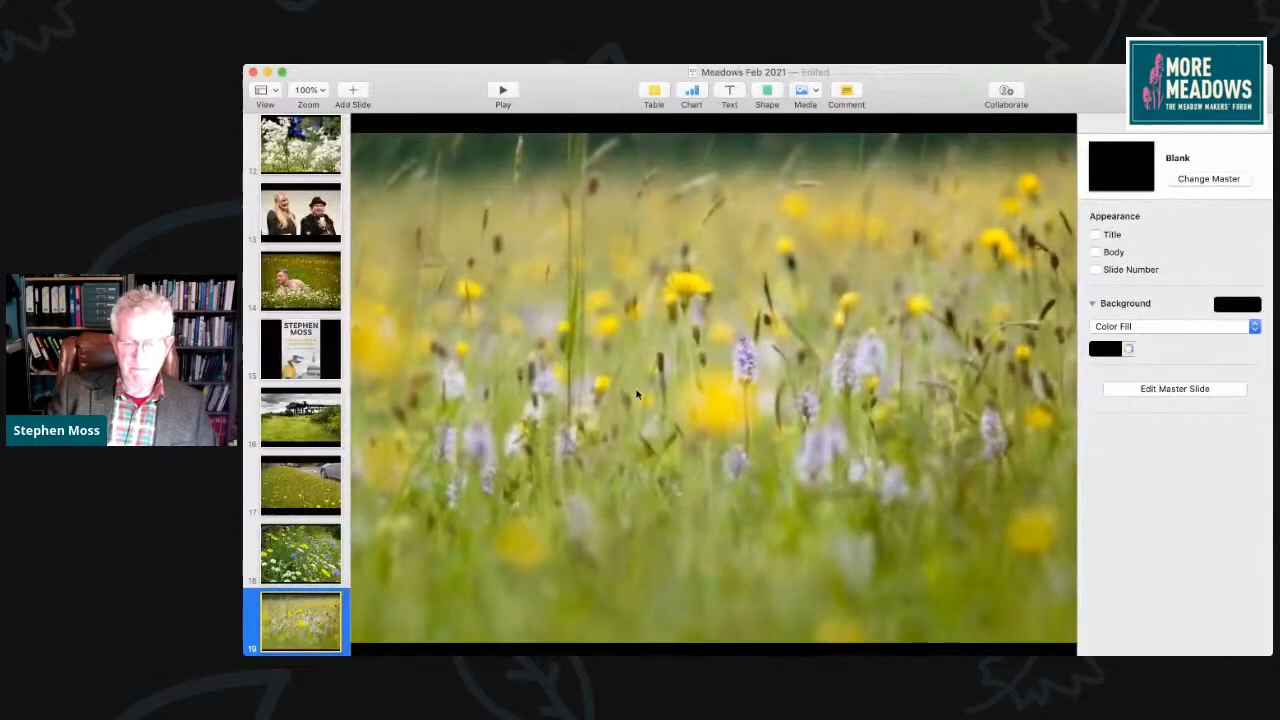 Meadows Feb 2021 — Edited
100%
View
Zoom
Add Slide
Play
Table
Chart
Text
Shape
Media
Comment
Collaborate
MORE
MEADOWS
THE MEADOW MAKERS' FORUM
12
13
14
STEPHEN
MOSS
15
16
17
18
19
Blank
Change Master
Appearance
Title
Body
Slide Number
Background
Color Fill
Edit Master Slide
Stephen Moss